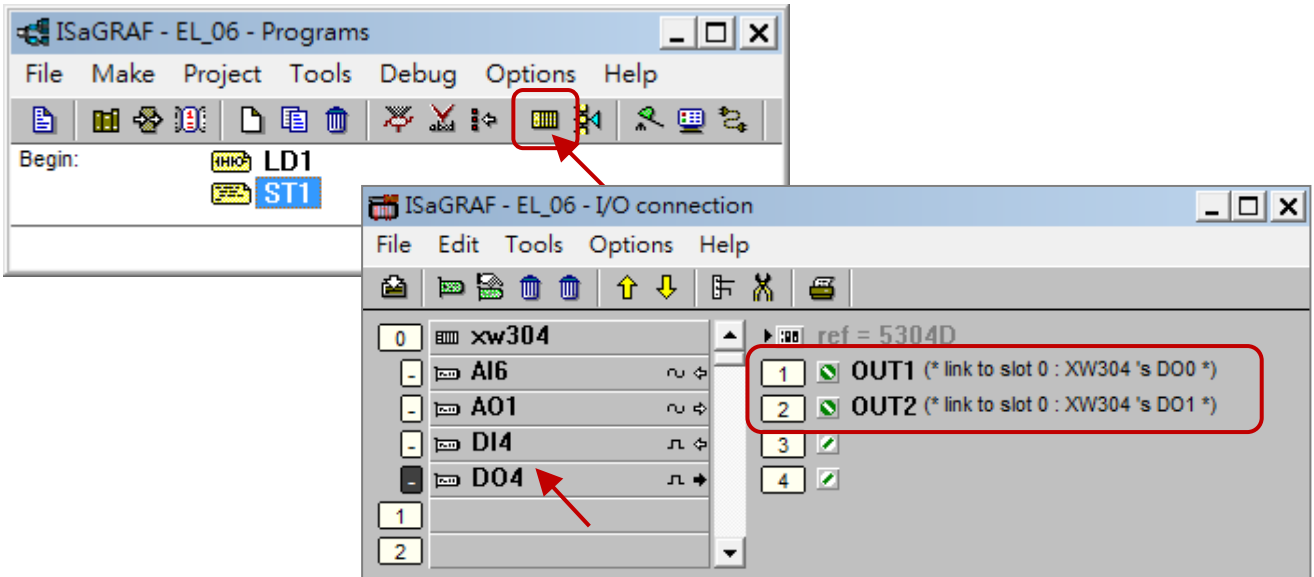 ISaGRAF - EL_06 - Programs
File Make Project Tools Debug Options Help
Begin: LD1
ST1
ISaGRAF - EL_06 - I/O connection
File Edit Tools Options Help
0 xw304 ref = 5304D
- AI6 1 OUT1 (* link to slot 0 : XW304 's DO0 *)
- AO1 2 OUT2 (* link to slot 0 : XW304 's DO1 *)
- DI4 3
- DO4 4
1
2